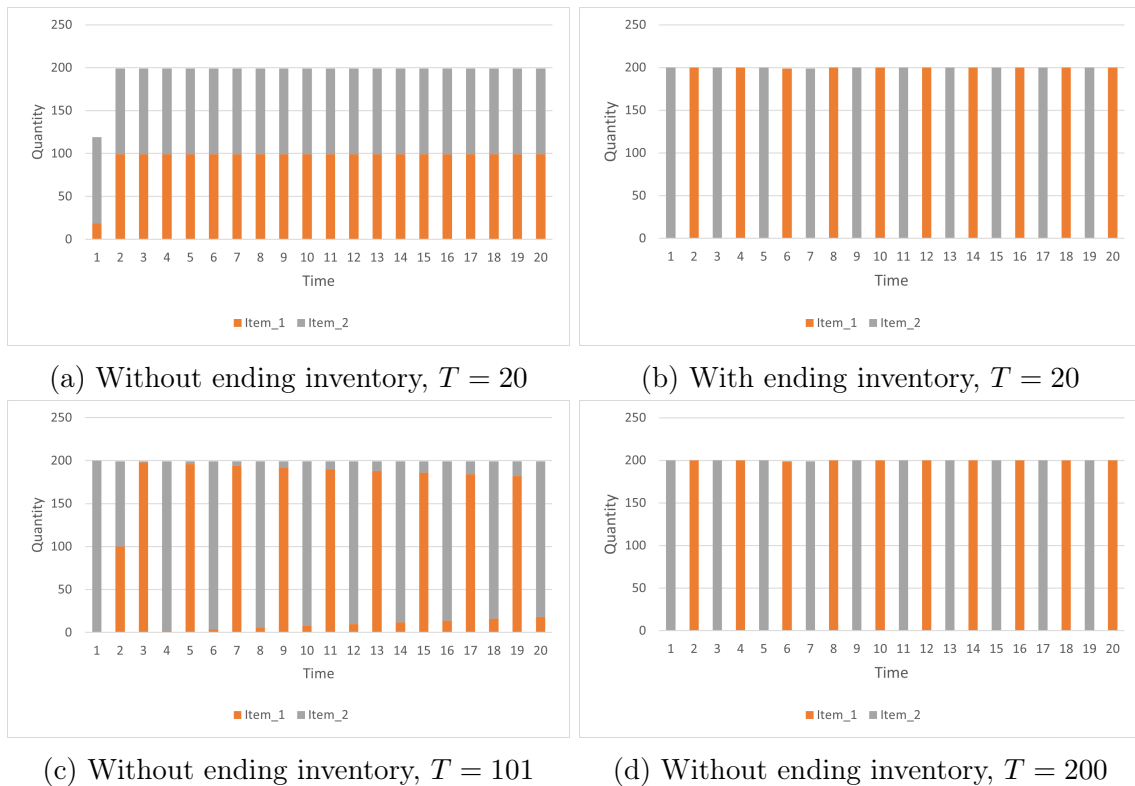 250
200
150
100
50
0
Quantity
1 2 3 4 5 6 7 8 9 10 11 12 13 14 15 16 17 18 19 20
Time
Item_1 Item_2
(a) Without ending inventory, T = 20
250
200
150
100
50
0
Quantity
1 2 3 4 5 6 7 8 9 10 11 12 13 14 15 16 17 18 19 20
Time
Item_1 Item_2
(b) With ending inventory, T = 20
250
200
150
100
50
0
Quantity
1 2 3 4 5 6 7 8 9 10 11 12 13 14 15 16 17 18 19 20
Time
Item_1 Item_2
(c) Without ending inventory, T = 101
250
200
150
100
50
0
Quantity
1 2 3 4 5 6 7 8 9 10 11 12 13 14 15 16 17 18 19 20
Time
Item_1 Item_2
(d) Without ending inventory, T = 200